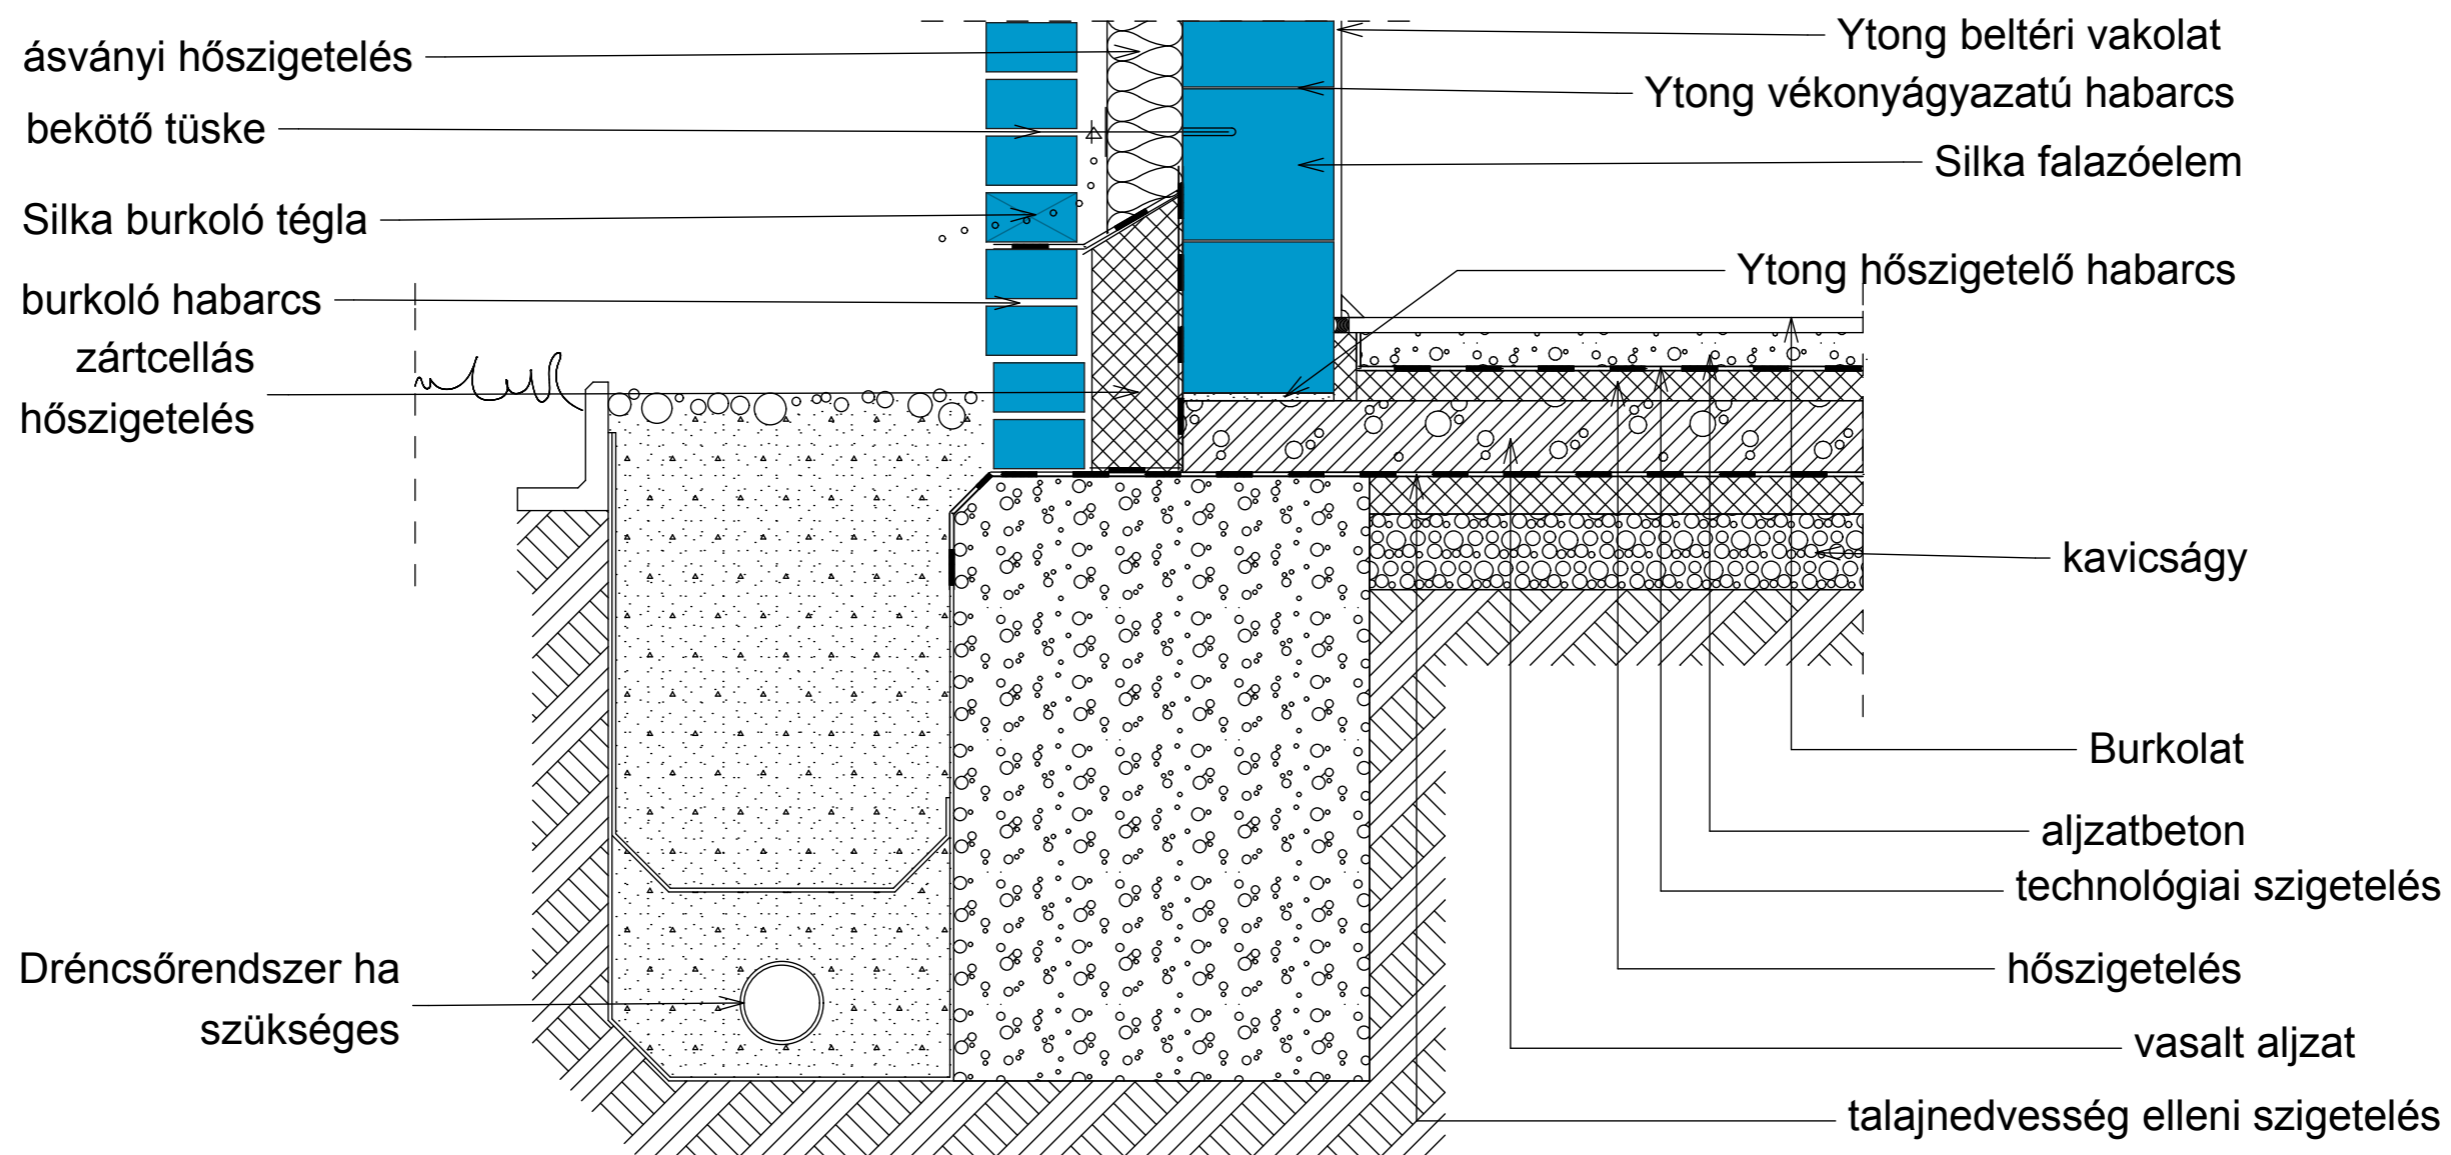 ásványi hőszigetelés
bekötő tüske
Silka burkoló tégla
burkoló habarcs
zártcellás
hőszigetelés
Dréncsőrendszer ha
szükséges
Ytong beltéri vakolat
Ytong vékonyágyazatú habarcs
Silka falazóelem
Ytong hőszigetelő habarcs
kavicságy
Burkolat
aljzatbeton
technológiai szigetelés
hőszigetelés
vasalt aljzat
talajnedvesség elleni szigetelés